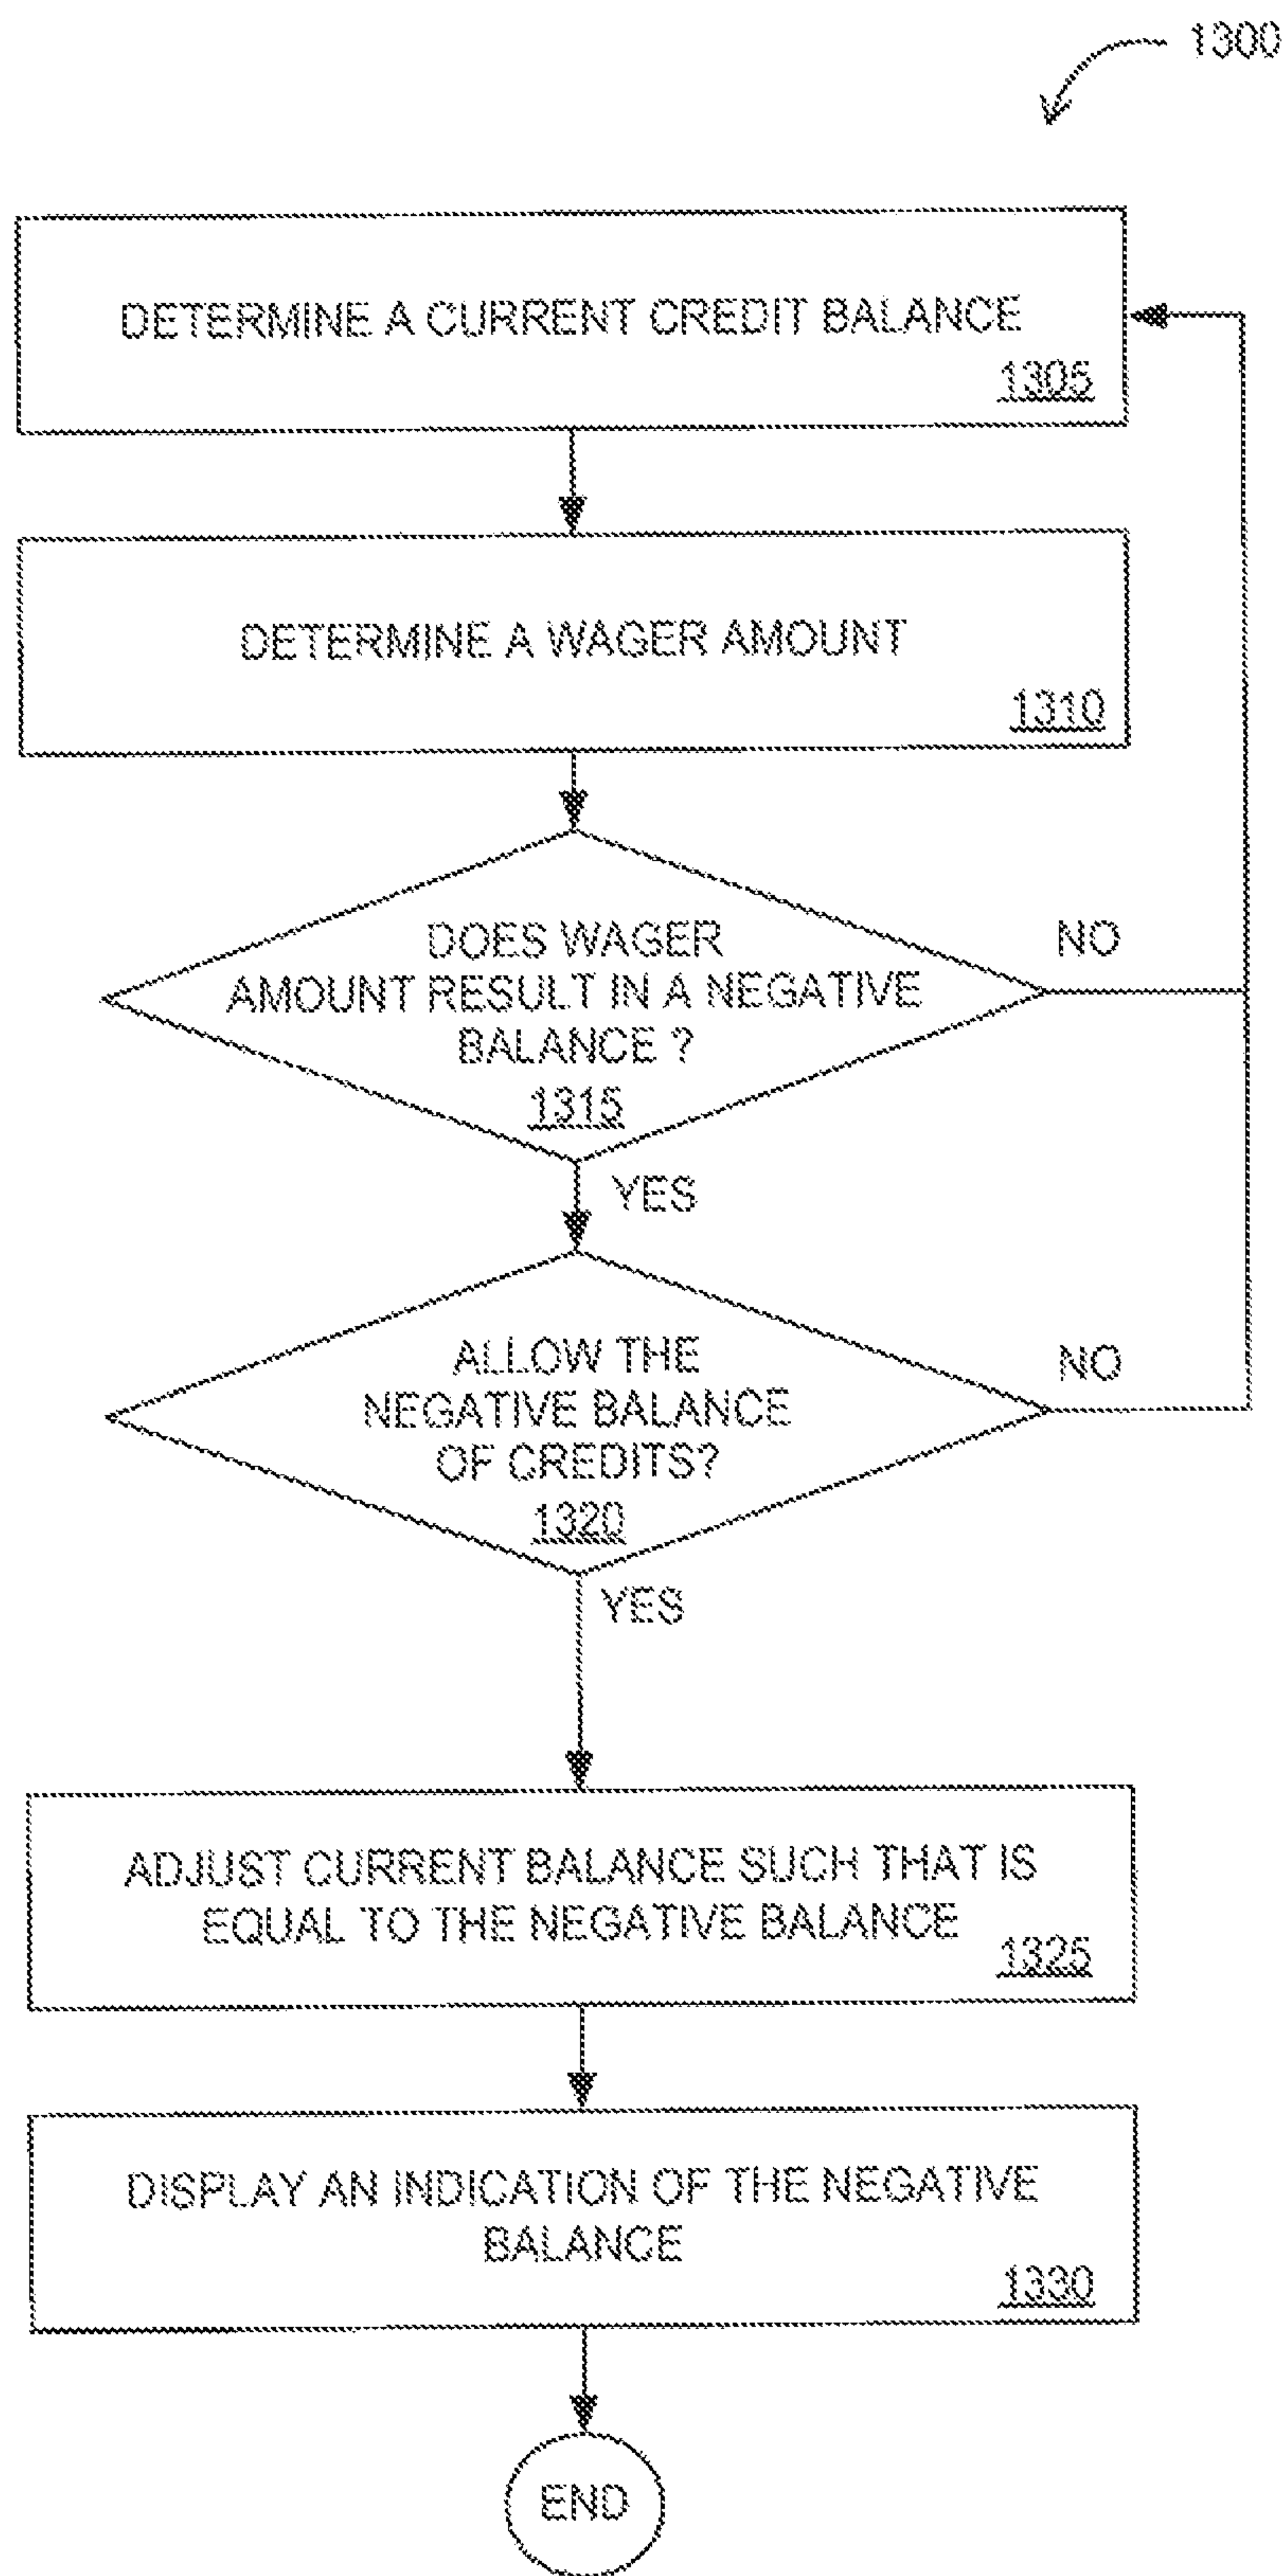 1300
DETERMINE A CURRENT CREDIT BALANCE
1305
DETERMINE A WAGER AMOUNT
1310
DOES WAGER
AMOUNT RESULT IN A NEGATIVE
BALANCE ?
1315
NO
YES
ALLOW THE
NEGATIVE BALANCE
OF CREDITS?
1320
NO
YES
ADJUST CURRENT BALANCE SUCH THAT IS
EQUAL TO THE NEGATIVE BALANCE
1325
DISPLAY AN INDICATION OF THE NEGATIVE
BALANCE
1330
END